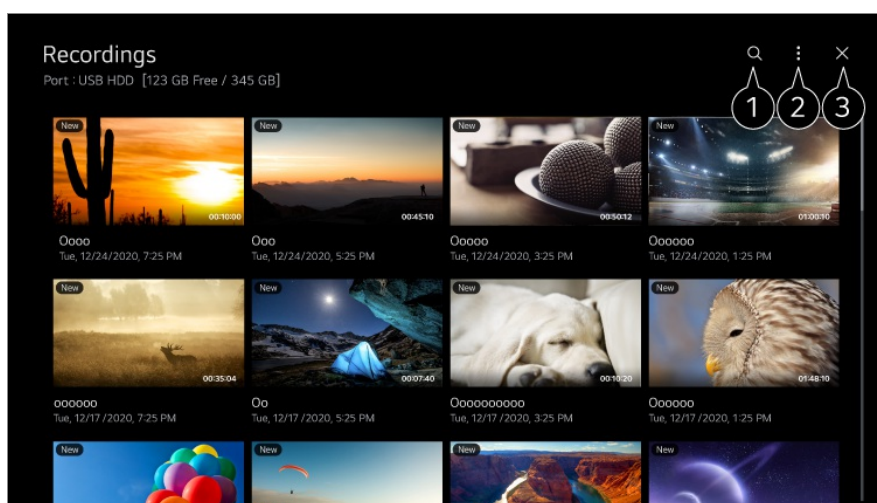 Recordings
Port : USB HDD [123 GB Free / 345 GB]
1 2 3
New New New New
00:10:00 00:45:10 00:50:12 01:00:10
Oooo Ooo Ooooo Oooooo
Tue, 12/24/2020, 7:25 PM Tue, 12/24/2020, 5:25 PM Tue, 12/24/2020, 3:25 PM Tue, 12/24/2020, 1:25 PM
New New New New
00:35:04 00:07:40 00:10:20 01:48:10
oooooo Oo Oooooooooo Oooooo
Tue, 12/17/2020, 7:25 PM Tue, 12/17/2020, 5:25 PM Tue, 12/17/2020, 3:25 PM Tue, 12/17/2020, 1:25 PM
New New New New